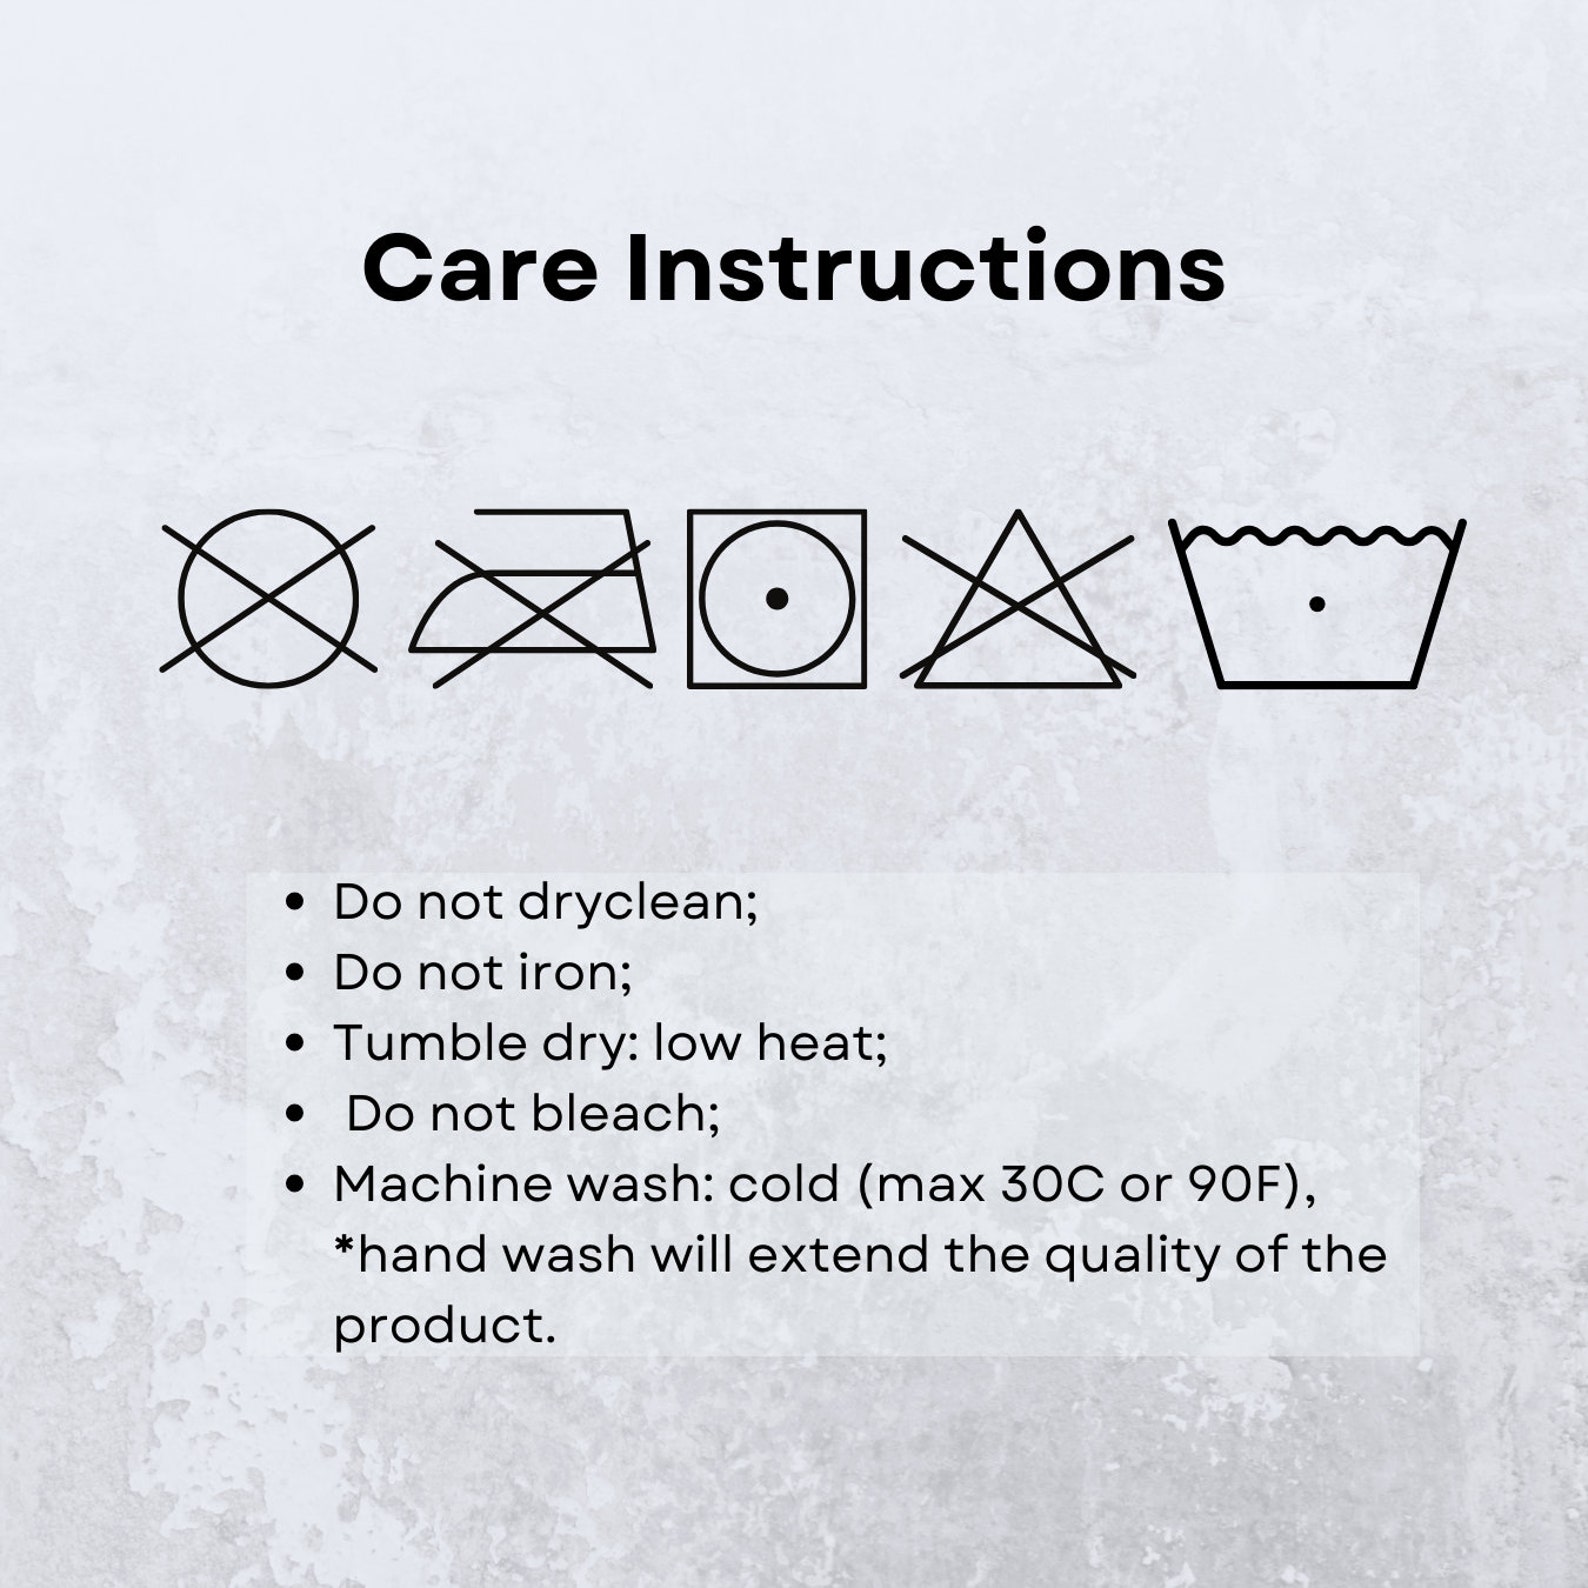 Care Instructions
• Do not dryclean;
• Do not iron;
• Tumble dry: low heat;
• Do not bleach;
• Machine wash: cold (max 30C or 90F),
*hand wash will extend the quality of the
product.